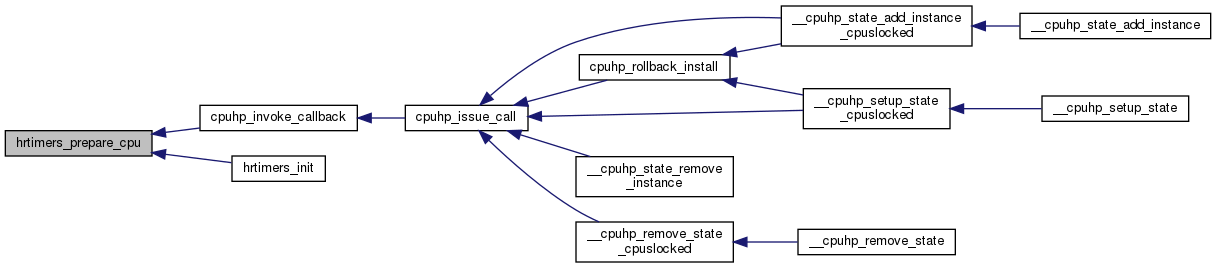 __cpuhp_state_add_instance
_cpuslocked
__cpuhp_state_add_instance
cpuhp_rollback_install
cpuhp_invoke_callback
cpuhp_issue_call
__cpuhp_setup_state
_cpuslocked
__cpuhp_setup_state
hrtimers_prepare_cpu
hrtimers_init
__cpuhp_state_remove
_instance
__cpuhp_remove_state
_cpuslocked
__cpuhp_remove_state